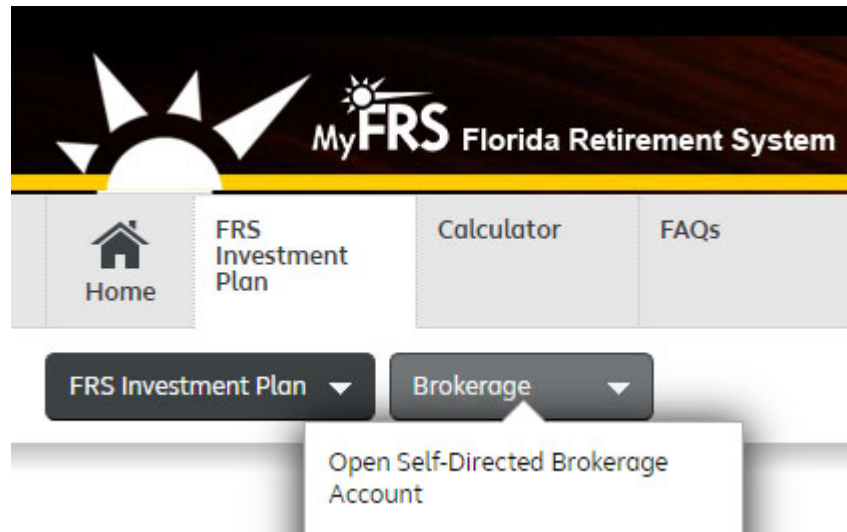 MyFRS Florida Retirement System
Home
FRS
Investment
Plan
Calculator
FAQs
FRS Investment Plan
Brokerage
Open Self-Directed Brokerage
Account